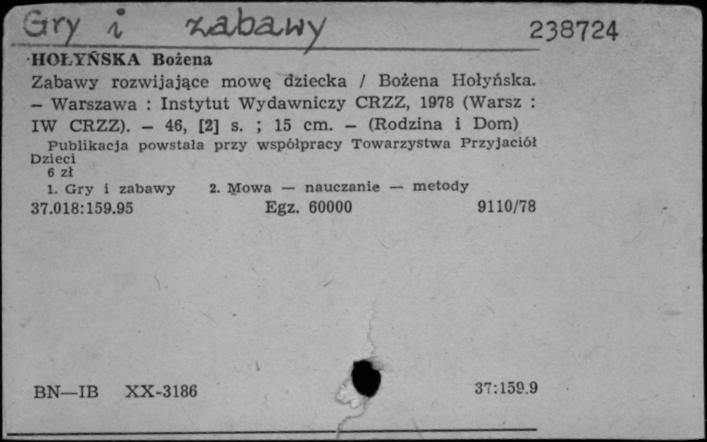 Gry i zabawy 238724
HOŁYŃSKA Bożena
Zabawy rozwijające mowę dziecka / Bożena Hołyńska.
— Warszawa : Instytut Wydawniczy CRZZ, 1978 (Warsz :
IW CRZZ). — 46, [2] s. ; 15 cm. — (Rodzina i Dom)
Publikacja powstała przy współpracy Towarzystwa Przyjaciół
Dzieci
6 zł
1. Gry i zabawy 2. Mowa — nauczanie — metody
37.018:159.95 Egz. 60000 9110/78
BN—IB XX-3186 37:159.9